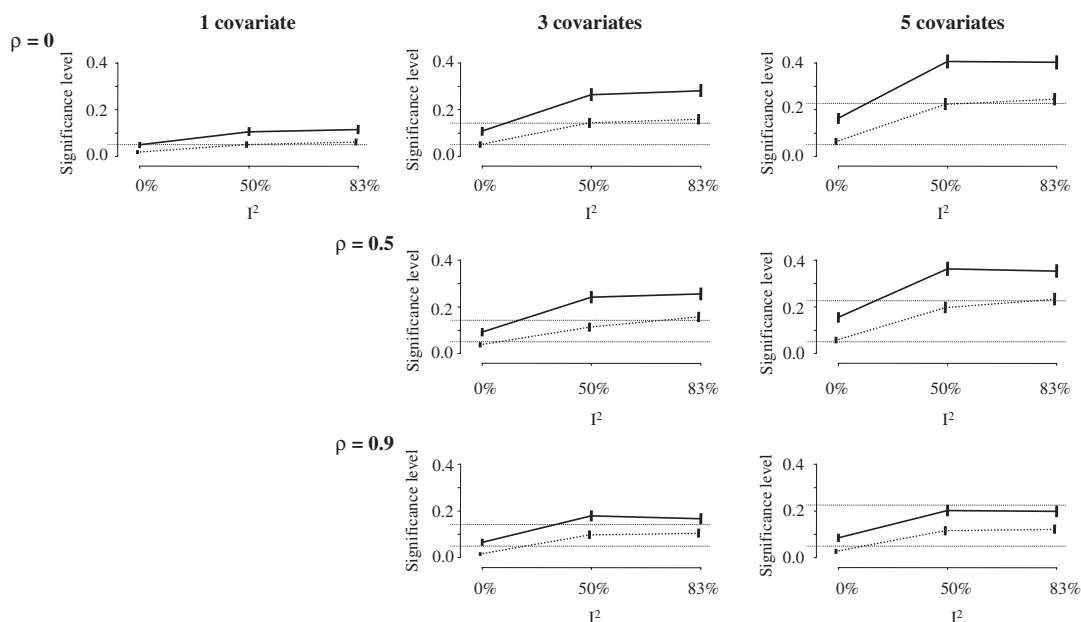 1 covariate
3 covariates
5 covariates
ρ = 0
Significance level
0.4
0.2
0.0
0%
50%
83%
I²
Significance level
0.4
0.2
0.0
0%
50%
83%
I²
Significance level
0.4
0.2
0.0
0%
50%
83%
I²
ρ = 0.5
Significance level
0.4
0.2
0.0
0%
50%
83%
I²
Significance level
0.4
0.2
0.0
0%
50%
83%
I²
ρ = 0.9
Significance level
0.4
0.2
0.0
0%
50%
83%
I²
Significance level
0.4
0.2
0.0
0%
50%
83%
I²